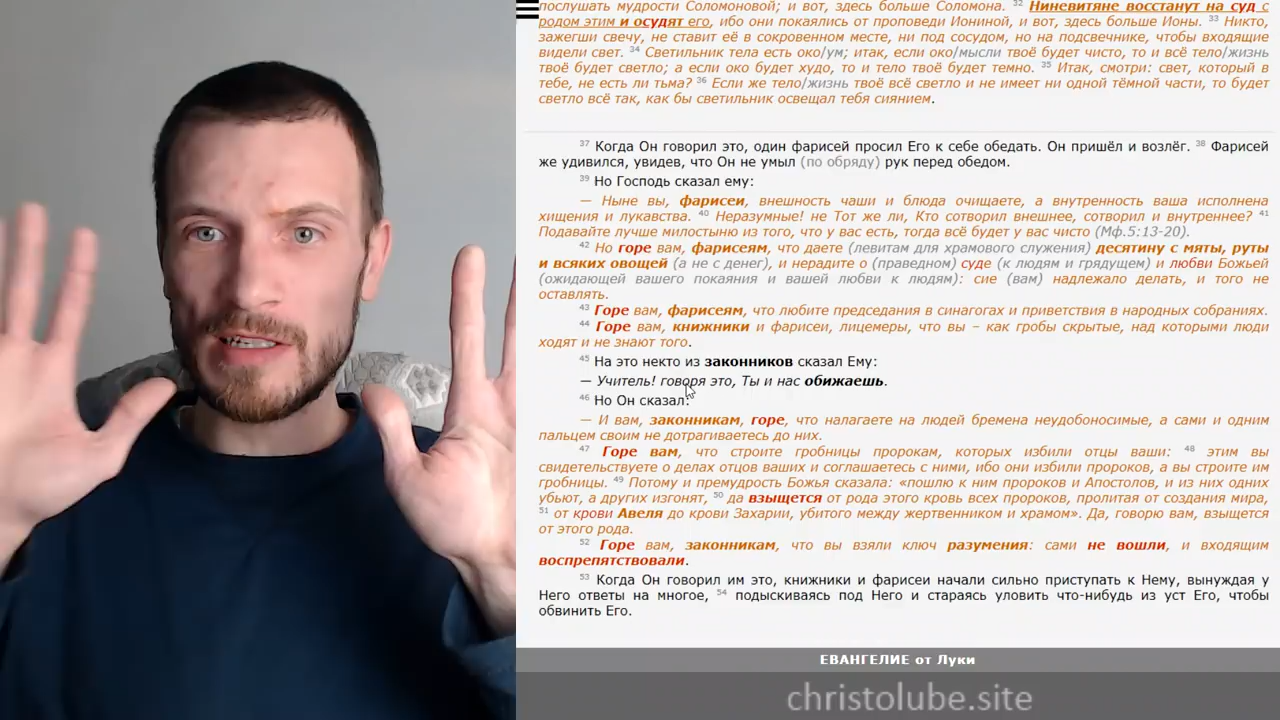 послушать мудрости Соломоновой; и вот, здесь больше Соломона. 32 Ниневитяне восстанут на суд с
родом этим и осудят его, ибо они покаялись от проповеди Иониной, и вот, здесь больше Ионы. 33 Никто,
зажегши свечу, не ставит её в сокровенном месте, ни под сосудом, но на подсвечнике, чтобы входящие
видели свет. 34 Светильник тела есть око/ум; итак, если око/мысли твоё будет чисто, то и всё тело/жизнь
твоё будет светло; а если око будет худо, то и тело твоё будет темно. 35 Итак, смотри: свет, который в
тебе, не есть ли тьма? 36 Если же тело/жизнь твоё всё светло и не имеет ни одной тёмной части, то будет
светло всё так, как бы светильник освещал тебя сиянием.
37 Когда Он говорил это, один фарисей просил Его к себе обедать. Он пришёл и возлёг. 38 Фарисей
же удивился, увидев, что Он не умыл (по обряду) рук перед обедом.
39 Но Господь сказал ему:
— Ныне вы, фарисеи, внешность чаши и блюда очищаете, а внутренность ваша исполнена
хищения и лукавства. 40 Неразумные! не Тот же ли, Кто сотворил внешнее, сотворил и внутреннее? 41
Подавайте лучше милостыню из того, что у вас есть, тогда всё будет у вас чисто (Мф.5:13-20).
42 Но горе вам, фарисеям, что даете (левитам для храмового служения) десятину с мяты, руты
и всяких овощей (а не с денег), и нерадите о (праведном) суде (к людям и грядущем) и любви Божьей
(ожидающей вашего покаяния и вашей любви к людям): сие (вам) надлежало делать, и того не
оставлять.
43 Горе вам, фарисеям, что любите председания в синагогах и приветствия в народных собраниях.
44 Горе вам, книжники и фарисеи, лицемеры, что вы – как гробы скрытые, над которыми люди
ходят и не знают того.
45 На это некто из законников сказал Ему:
— Учитель! говоря это, Ты и нас обижаешь.
46 Но Он сказал:
— И вам, законникам, горе, что налагаете на людей бремена неудобоносимые, а сами и одним
пальцем своим не дотрагиваетесь до них.
47 Горе вам, что строите гробницы пророкам, которых избили отцы ваши: 48 этим вы
свидетельствуете о делах отцов ваших и соглашаетесь с ними, ибо они избили пророков, а вы строите им
гробницы. 49 Потому и премудрость Божья сказала: «пошлю к ним пророков и Апостолов, и из них одних
убьют, а других изгонят, 50 да взыщется от рода этого кровь всех пророков, пролитая от создания мира,
51 от крови Авеля до крови Захарии, убитого между жертвенником и храмом». Да, говорю вам, взыщется
от этого рода.
52 Горе вам, законникам, что вы взяли ключ разумения: сами не вошли, и входящим
воспрепятствовали.
53 Когда Он говорил им это, книжники и фарисеи начали сильно приступать к Нему, вынуждая у
Него ответы на многое, 54 подыскиваясь под Него и стараясь уловить что-нибудь из уст Его, чтобы
обвинить Его.
ЕВАНГЕЛИЕ от Луки
christolube.site